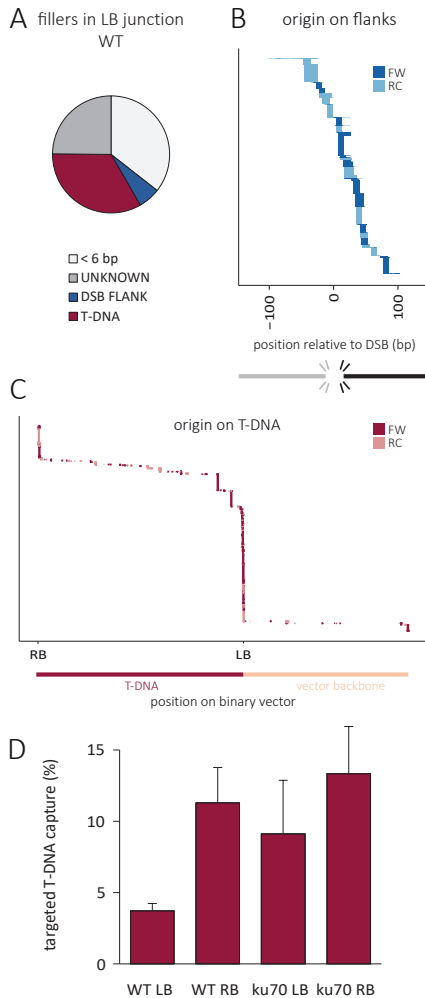 A
fillers in LB junction
WT
< 6 bp
UNKNOWN
DSB FLANK
T-DNA
B
origin on flanks
FW
RC
−100
0
100
position relative to DSB (bp)
C
origin on T-DNA
FW
RC
RB
LB
T-DNA
vector backbone
position on binary vector
D
targeted T-DNA capture (%)
15
10
5
0
WT LB
WT RB
ku70 LB
ku70 RB